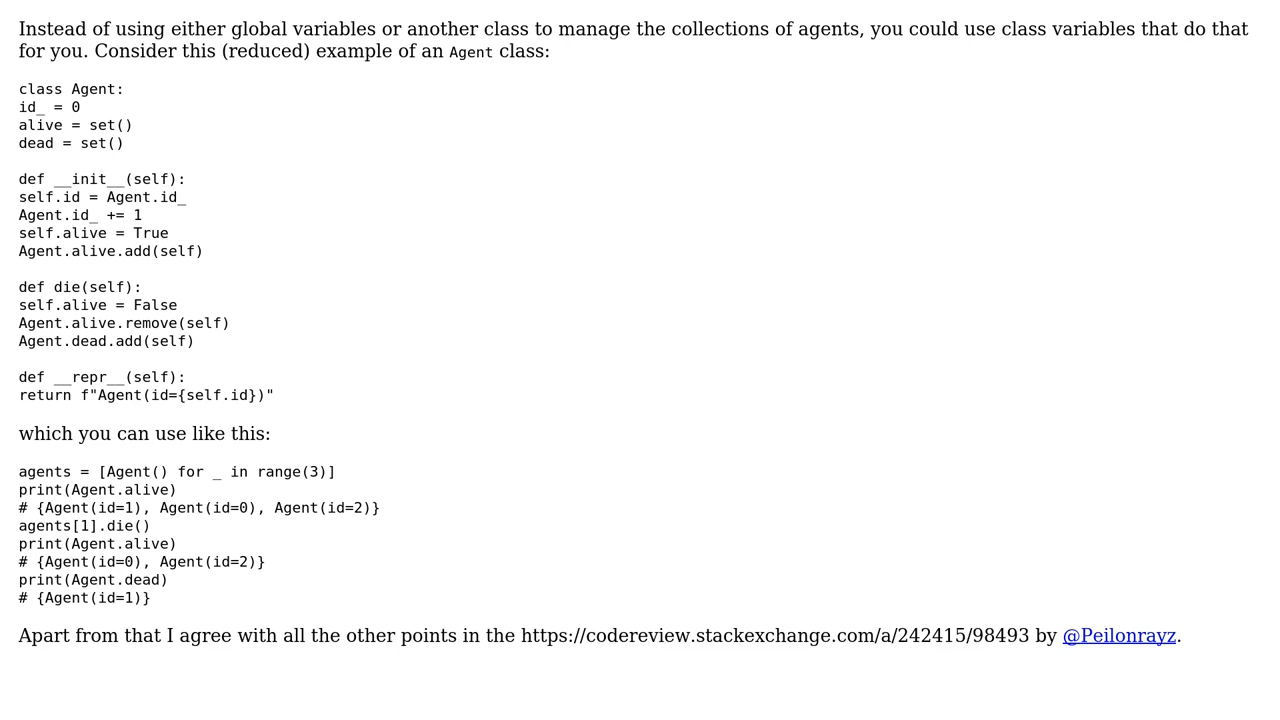 Instead of using either global variables or another class to manage the collections of agents, you could use class variables that do that
for you. Consider this (reduced) example of an Agent class:
class Agent:
id_ = 0
alive = set()
dead = set()
def __init__(self):
self.id = Agent.id_
Agent.id_ += 1
self.alive = True
Agent.alive.add(self)
def die(self):
self.alive = False
Agent.alive.remove(self)
Agent.dead.add(self)
def __repr__(self):
return f"Agent(id={self.id})"
which you can use like this:
agents = [Agent() for _ in range(3)]
print(Agent.alive)
# {Agent(id=1), Agent(id=0), Agent(id=2)}
agents[1].die()
print(Agent.alive)
# {Agent(id=0), Agent(id=2)}
print(Agent.dead)
# {Agent(id=1)}
Apart from that I agree with all the other points in the https://codereview.stackexchange.com/a/242415/98493 by @Peilonrayz.